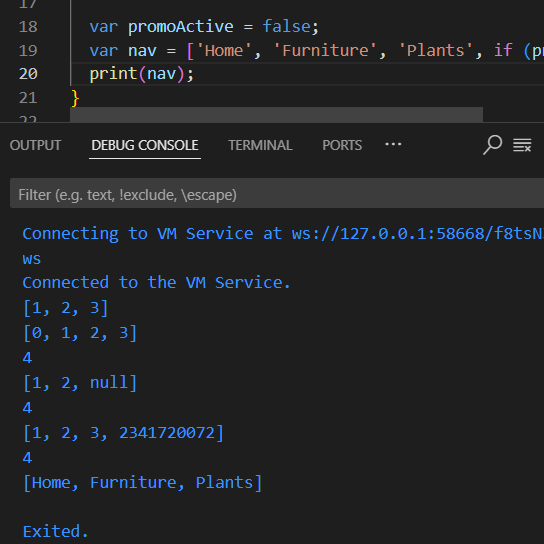 17
18 var promoActive = false;
19 var nav = ['Home', 'Furniture', 'Plants', if (p
20 print(nav);
21 }
22
OUTPUT DEBUG CONSOLE TERMINAL PORTS ...
Filter (e.g. text, !exclude, \escape)
Connecting to VM Service at ws://127.0.0.1:58668/f8tsN
ws
Connected to the VM Service.
[1, 2, 3]
[0, 1, 2, 3]
4
[1, 2, null]
4
[1, 2, 3, 2341720072]
4
[Home, Furniture, Plants]
Exited.